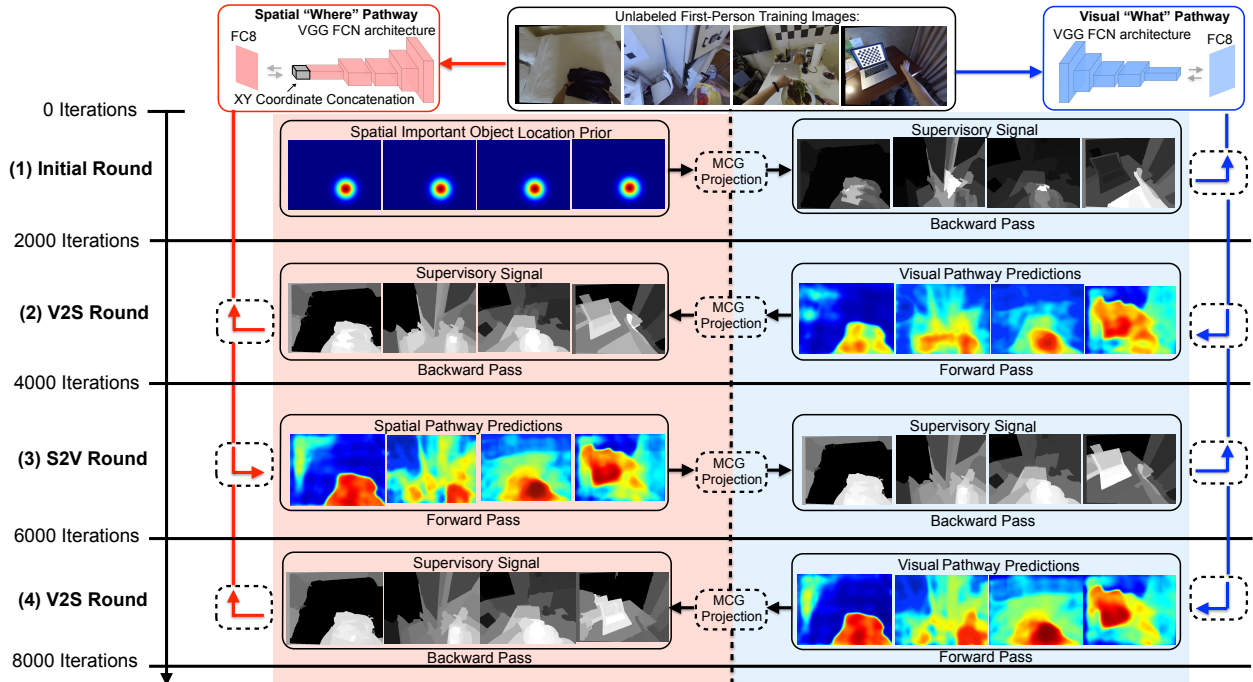 Spatial “Where” Pathway
VGG FCN architecture
FC8
XY Coordinate Concatenation
Unlabeled First-Person Training Images:
Visual “What” Pathway
VGG FCN architecture
FC8
0 Iterations
(1) Initial Round
Spatial Important Object Location Prior
MCG
Projection
Supervisory Signal
Backward Pass
2000 Iterations
(2) V2S Round
Supervisory Signal
Backward Pass
MCG
Projection
Visual Pathway Predictions
Forward Pass
4000 Iterations
(3) S2V Round
Spatial Pathway Predictions
Forward Pass
MCG
Projection
Supervisory Signal
Backward Pass
6000 Iterations
(4) V2S Round
Supervisory Signal
Backward Pass
MCG
Projection
Visual Pathway Predictions
Forward Pass
8000 Iterations